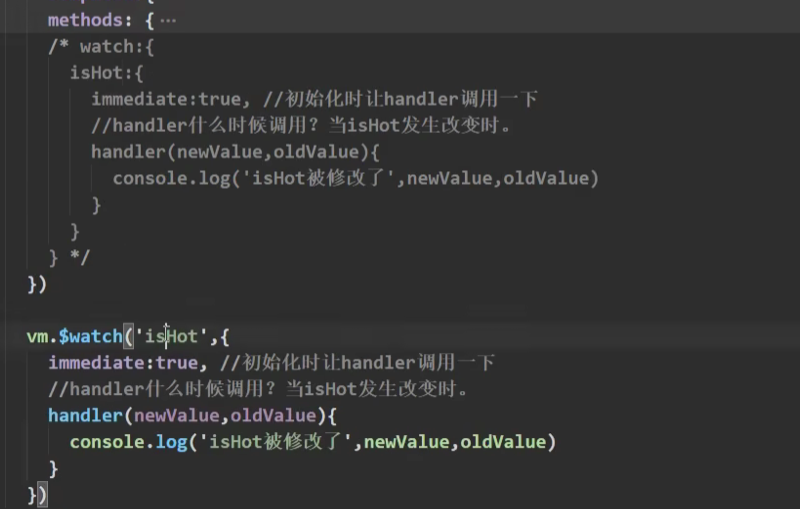 methods: { ...
/* watch:{
isHot:{
immediate:true, //初始化时让handler调用一下
//handler什么时候调用？当isHot发生改变时。
handler(newValue,oldValue){
console.log('isHot被修改了',newValue,oldValue)
}
}
} */
})
vm.$watch('isHot',{
immediate:true, //初始化时让handler调用一下
//handler什么时候调用？当isHot发生改变时。
handler(newValue,oldValue){
console.log('isHot被修改了',newValue,oldValue)
}
})